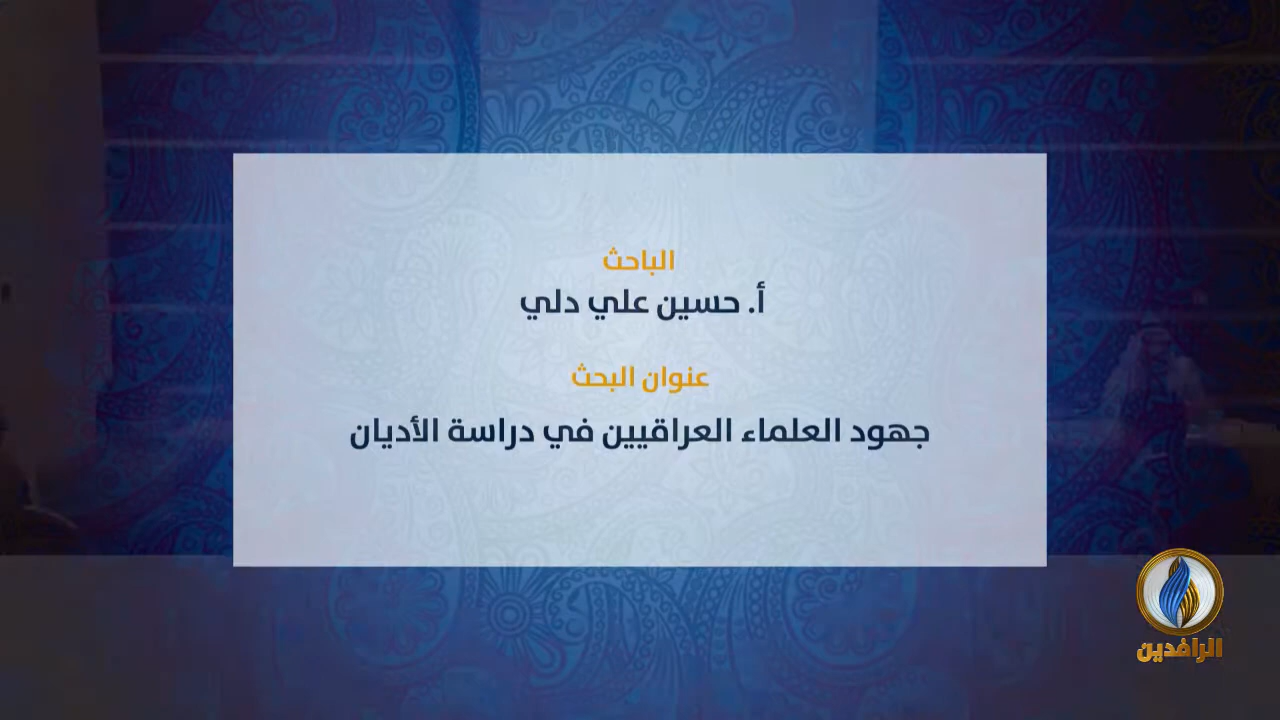 الباحث
أ. حسين علي دلي
عنوان البحث
جهود العلماء العراقيين في دراسة الأديان
الرافدين